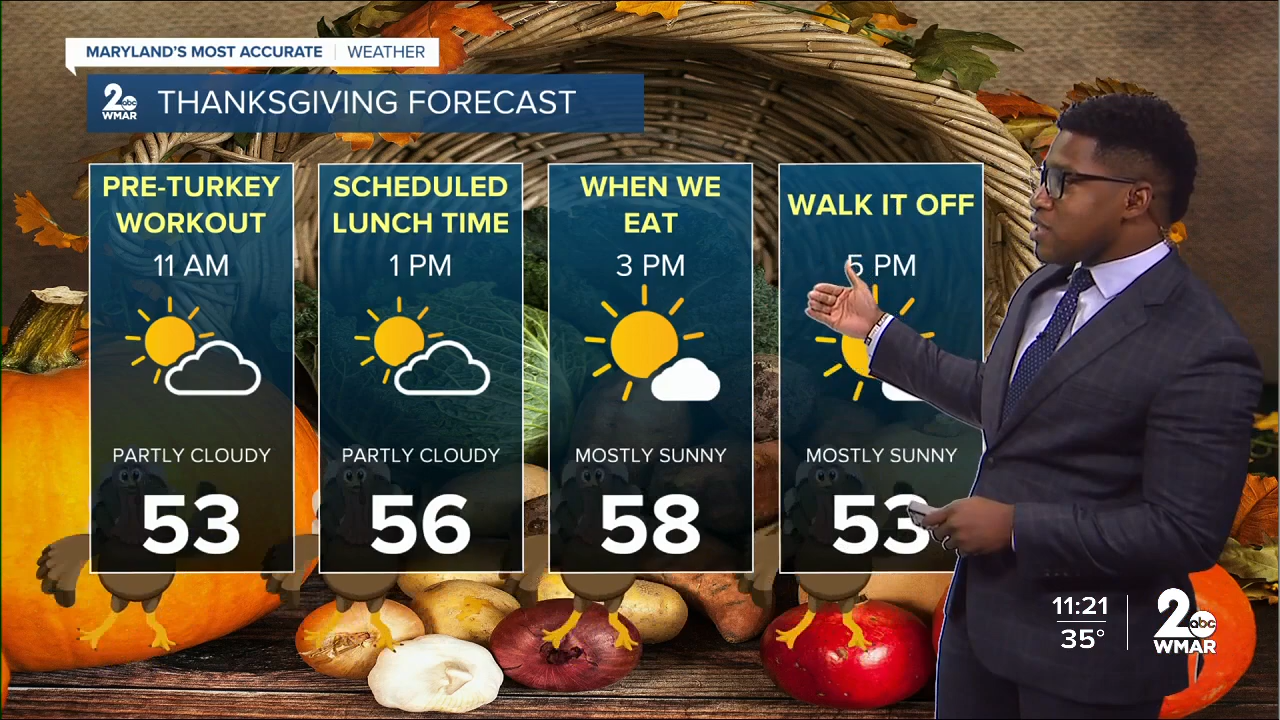 MARYLAND'S MOST ACCURATE | WEATHER
2 abc WMAR
THANKSGIVING FORECAST
PRE-TURKEY
WORKOUT
11 AM
PARTLY CLOUDY
53
SCHEDULED
LUNCH TIME
1 PM
PARTLY CLOUDY
56
WHEN WE
EAT
3 PM
MOSTLY SUNNY
58
WALK IT OFF
5 PM
MOSTLY SUNNY
53
11:21
35°
2 abc
WMAR